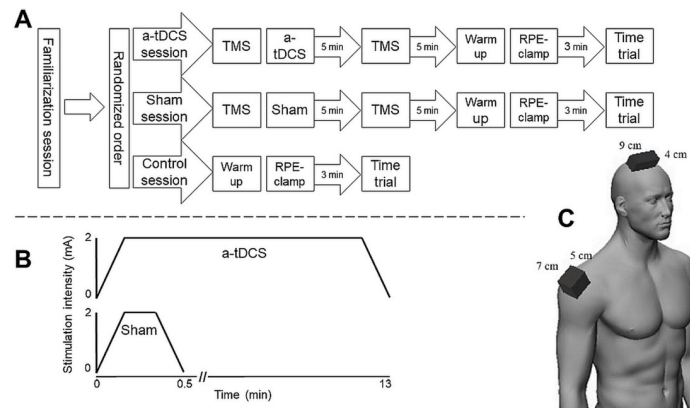 A
Familiarization session
Randomized order
a-tDCS
session
TMS
a-
tDCS
5 min
TMS
5 min
Warm
up
RPE-
clamp
3 min
Time
trial
Sham
session
TMS
Sham
5 min
TMS
5 min
Warm
up
RPE-
clamp
3 min
Time
trial
Control
session
Warm
up
RPE-
clamp
3 min
Time
trial
B
Stimulation intensity (mA)
2
0
a-tDCS
2
0
Sham
0
0.5
//
13
Time (min)
C
9 cm
4 cm
5 cm
7 cm